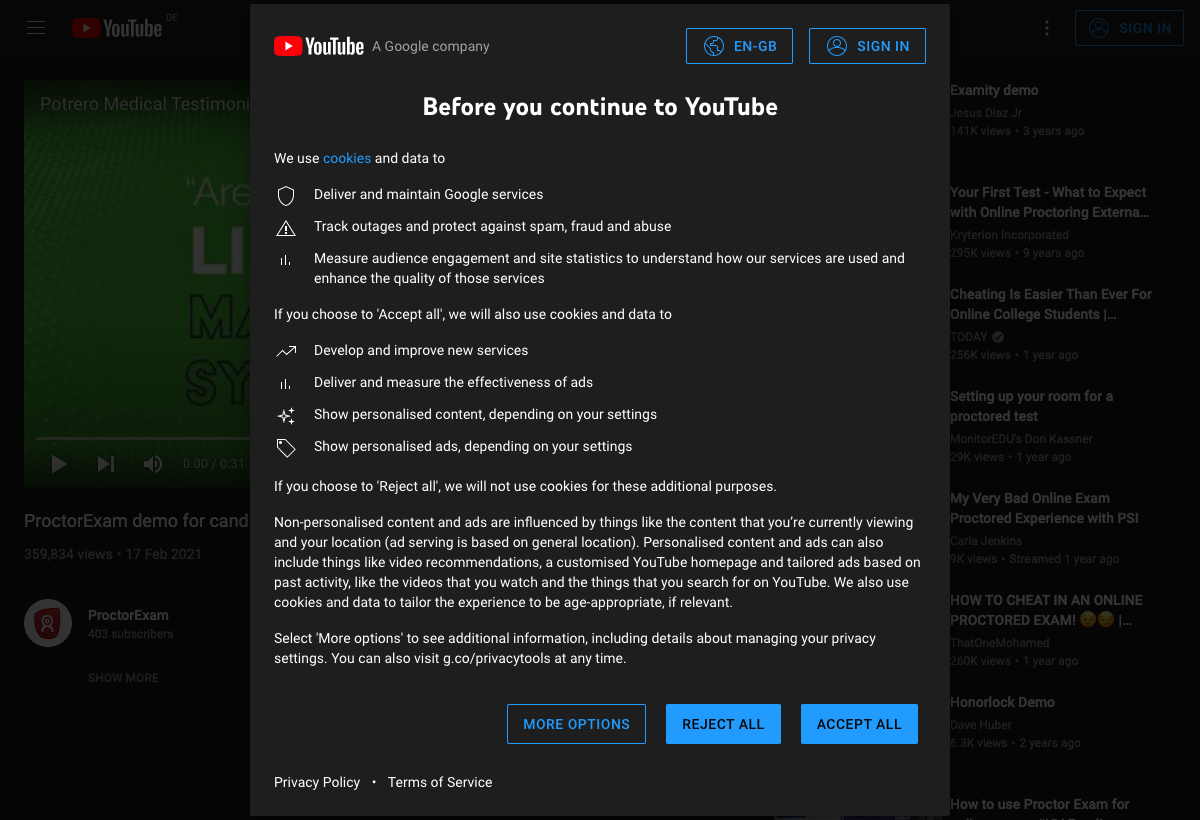 YouTube DE
SIGN IN
Potrero Medical Testimoni
"Are
LI
MA
SY
0:00 / 0:31
ProctorExam demo for cand
359,834 views • 17 Feb 2021
ProctorExam
403 subscribers
SHOW MORE
YouTube A Google company
EN-GB
SIGN IN
Before you continue to YouTube
We use cookies and data to
Deliver and maintain Google services
Track outages and protect against spam, fraud and abuse
Measure audience engagement and site statistics to understand how our services are used and
enhance the quality of those services
If you choose to 'Accept all', we will also use cookies and data to
Develop and improve new services
Deliver and measure the effectiveness of ads
Show personalised content, depending on your settings
Show personalised ads, depending on your settings
If you choose to 'Reject all', we will not use cookies for these additional purposes.
Non-personalised content and ads are influenced by things like the content that you’re currently viewing
and your location (ad serving is based on general location). Personalised content and ads can also
include things like video recommendations, a customised YouTube homepage and tailored ads based on
past activity, like the videos that you watch and the things that you search for on YouTube. We also use
cookies and data to tailor the experience to be age-appropriate, if relevant.
Select 'More options' to see additional information, including details about managing your privacy
settings. You can also visit g.co/privacytools at any time.
MORE OPTIONS
REJECT ALL
ACCEPT ALL
Privacy Policy • Terms of Service
Examity demo
Jesus Diaz Jr
141K views • 3 years ago
Your First Test - What to Expect
with Online Proctoring Externa...
Kryterion Incorporated
295K views • 9 years ago
Cheating Is Easier Than Ever For
Online College Students |...
TODAY
256K views • 1 year ago
Setting up your room for a
proctored test
MonitorEDU's Don Kassner
29K views • 1 year ago
My Very Bad Online Exam
Proctored Experience with PSI
Carla Jenkins
9K views • Streamed 1 year ago
HOW TO CHEAT IN AN ONLINE
PROCTORED EXAM! 😉😏 |...
ThatOneMohamed
260K views • 1 year ago
Honorlock Demo
Dave Huber
6.3K views • 2 years ago
How to use Proctor Exam for